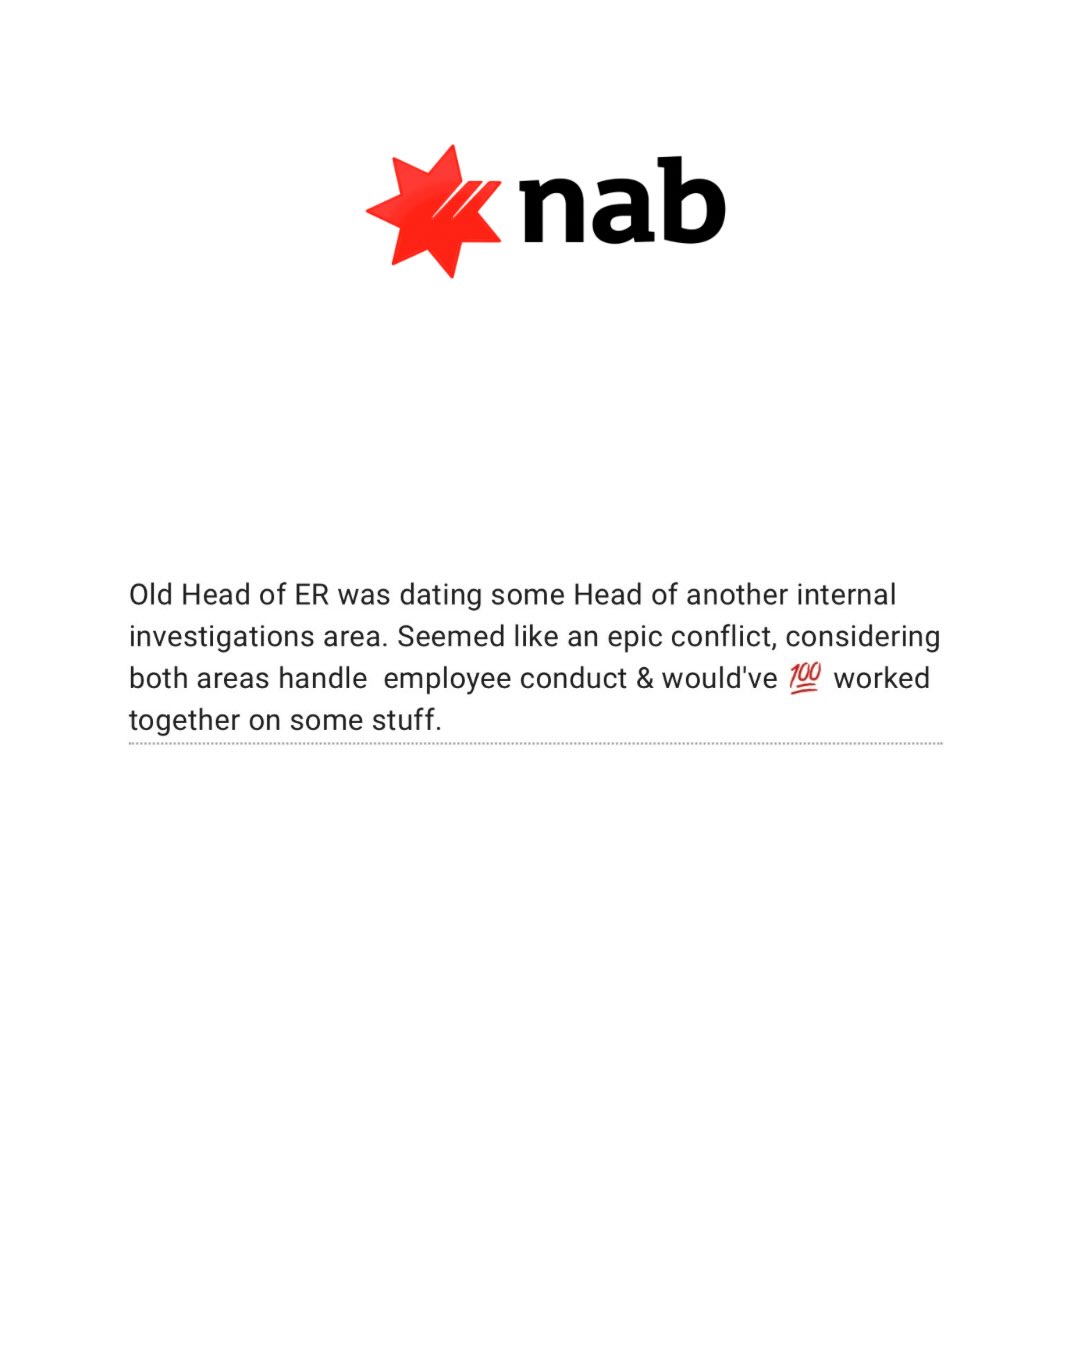 nab
Old Head of ER was dating some Head of another internal
investigations area. Seemed like an epic conflict, considering
both areas handle  employee conduct & would've 💯 worked
together on some stuff.